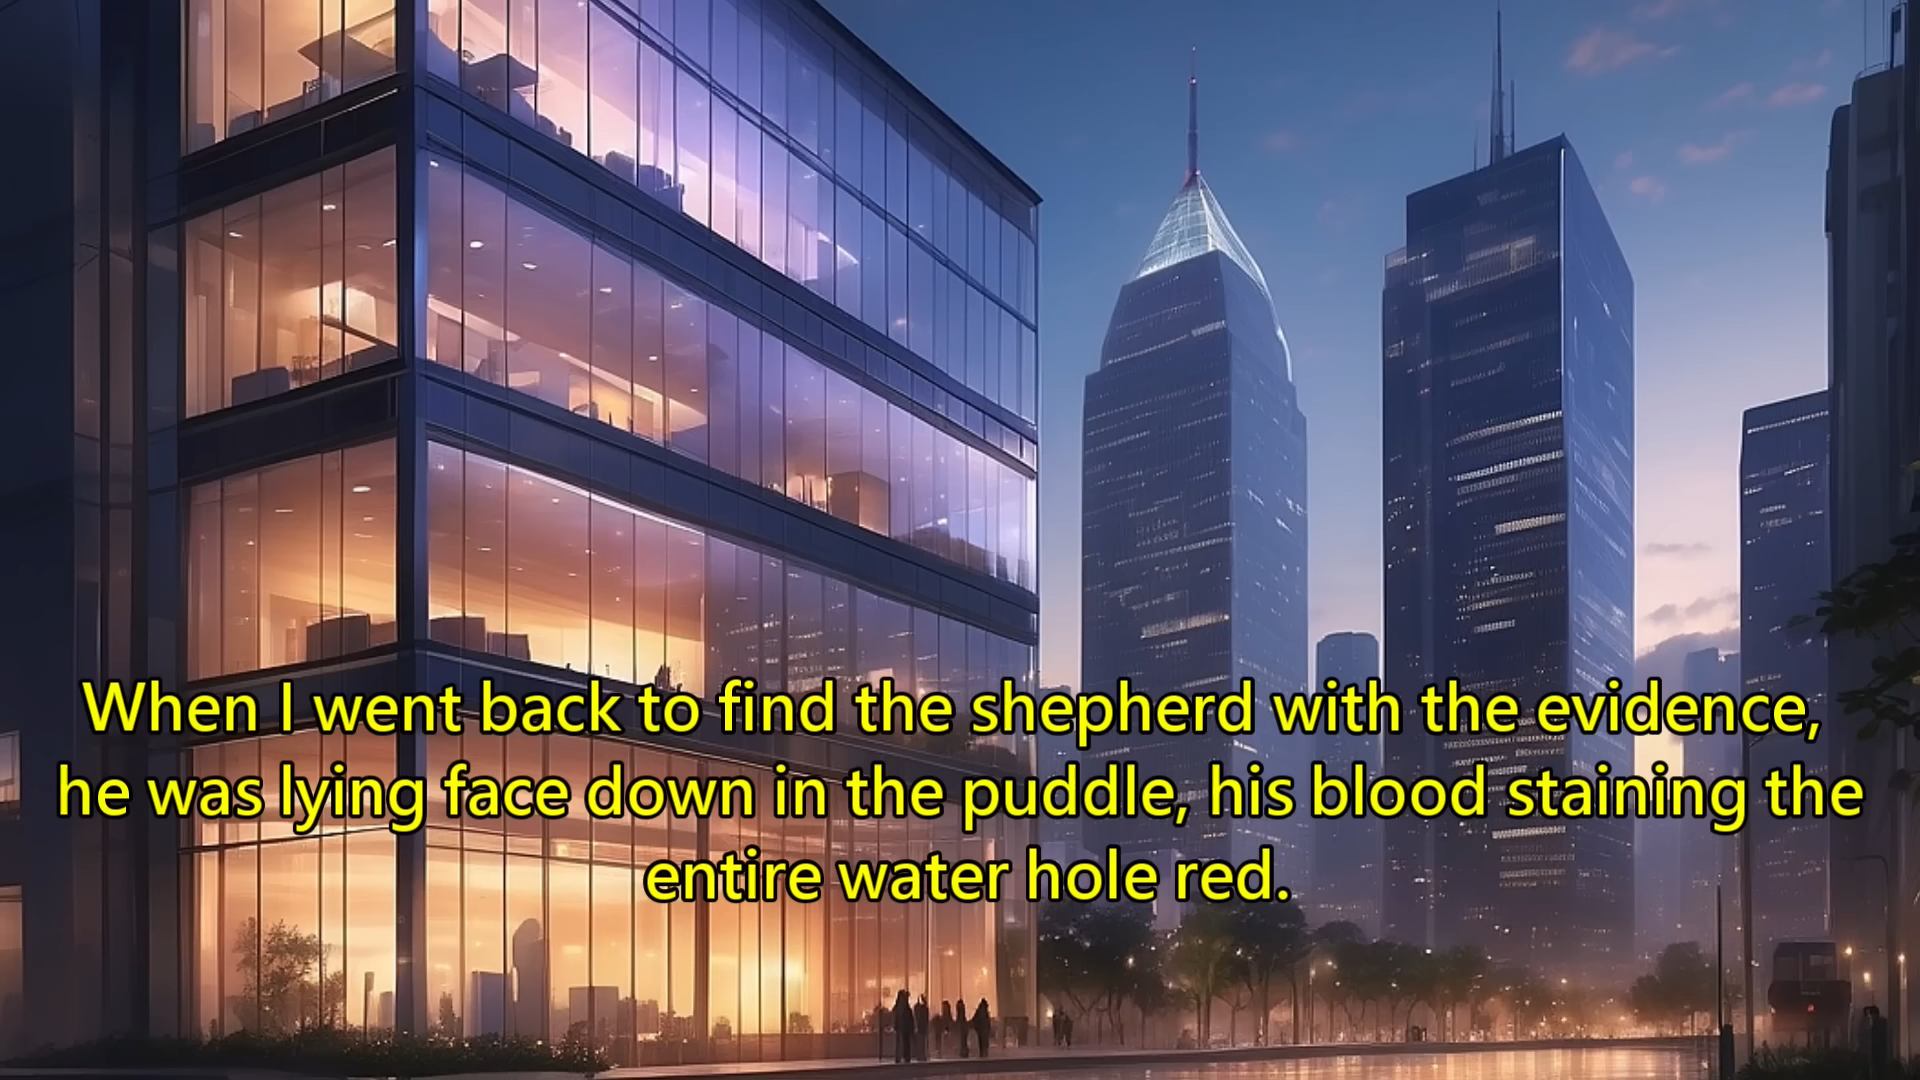 When I went back to find the shepherd with the evidence,
he was lying face down in the puddle, his blood staining the
entire water hole red.